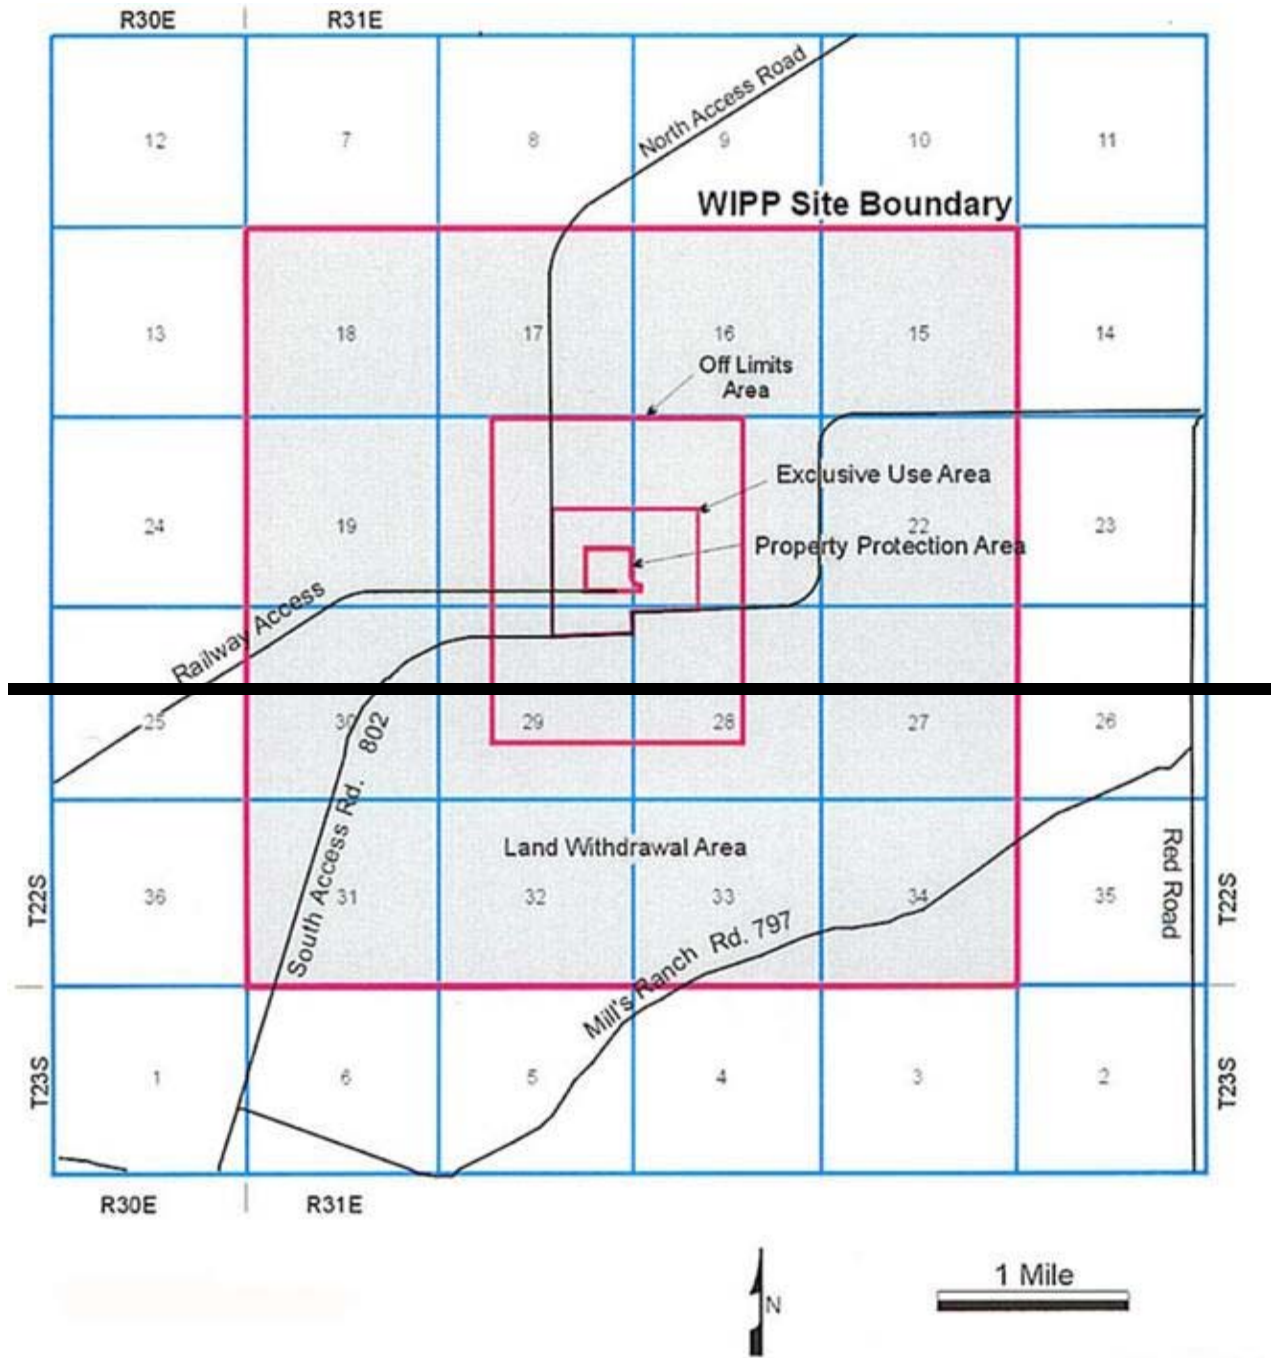 R30E
R31E
North Access Road
12
7
8
9
10
11
WIPP Site Boundary
13
18
17
16
15
14
Off Limits
Area
Exclusive Use Area
24
19
22
23
Property Protection Area
Railway Access
25
30
29
28
27
26
South Access Rd. 802
Land Withdrawal Area
Red Road
T22S
36
31
32
33
34
35
T22S
Mill's Ranch Rd. 797
T23S
1
6
5
4
3
2
T23S
R30E
R31E
N
1 Mile